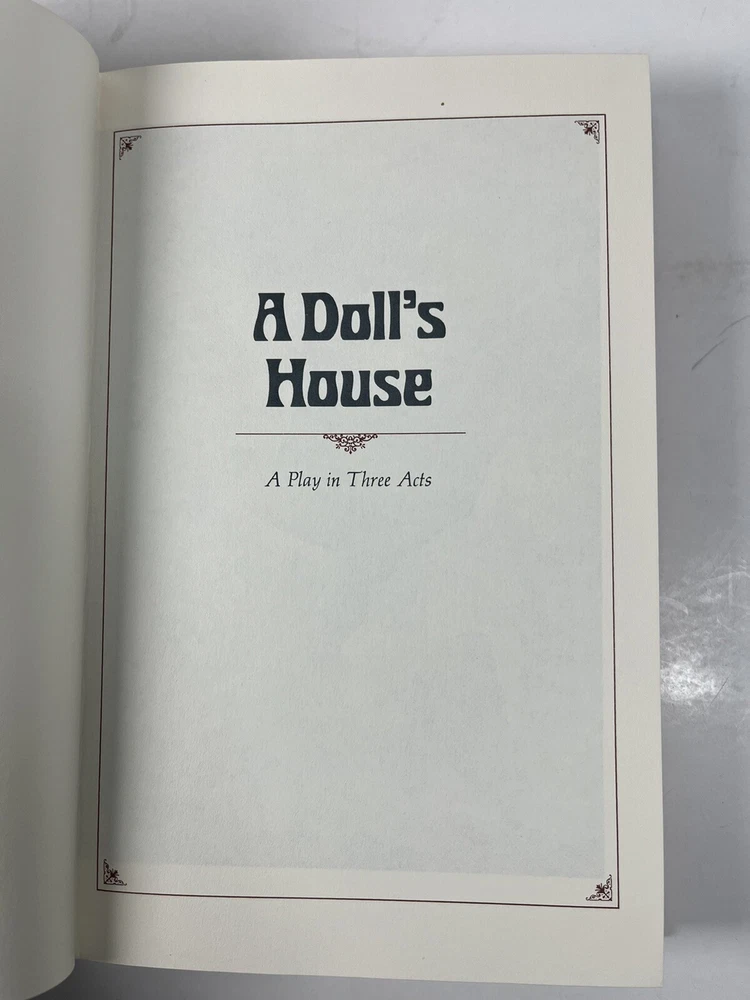 A Doll's
House
A Play in Three Acts